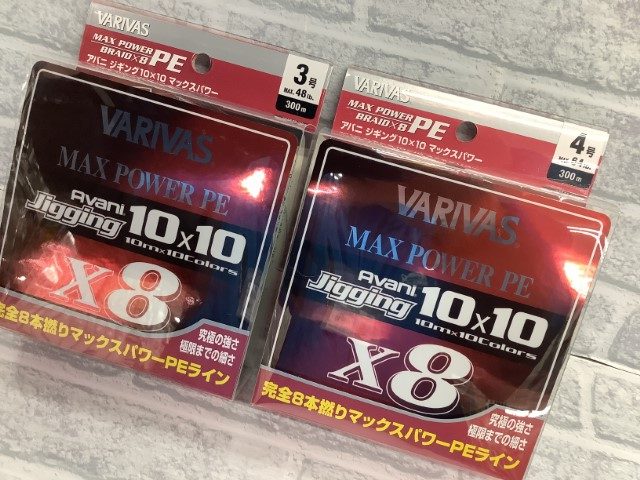 VARIVAS
MAX POWER
BRAID×8 PE
アバニ ジギング10×10 マックスパワー
3号
MAX. 48lb.
300m
VARIVAS
MAX POWER PE
Avani
Jigging 10×10
10m×10Colors
X8
究極の強さ
極限までの細さ
完全8本撚りマックスパワーPEライン
VARIVAS
MAX POWER
BRAID×8 PE
アバニ ジギング10×10 マックスパワー
4号
300m
VARIVAS
MAX POWER PE
Avani
Jigging 10×10
10m×10Colors
X8
究極の強さ
極限までの細さ
完全8本撚りマックスパワーPEライン